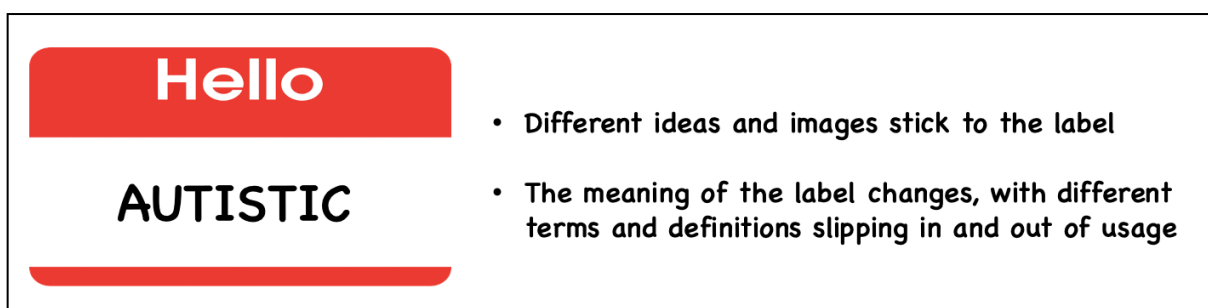 Hello
AUTISTIC
• Different ideas and images stick to the label
• The meaning of the label changes, with different
terms and definitions slipping in and out of usage